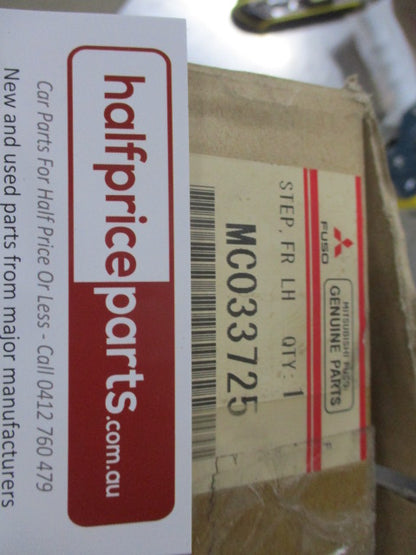 halfpriceparts.com.au
Car Parts For Half Price Or Less - Call 0412 760 479
New and used parts from major manufacturers
FUSO
MITSUBISHI FUSO
GENUINE PARTS
STEP, FR LH QTY: 1
MC033725